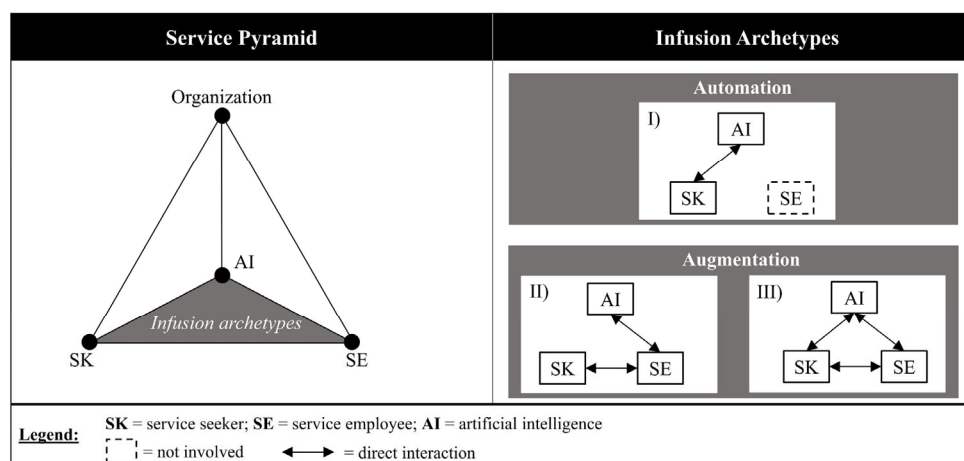 Service Pyramid
Infusion Archetypes
Organization
AI
Infusion archetypes
SK
SE
Automation
I)
AI
SK
SE
Augmentation
II)
AI
SK
SE
III)
AI
SK
SE
Legend:
SK = service seeker; SE = service employee; AI = artificial intelligence
= not involved
= direct interaction